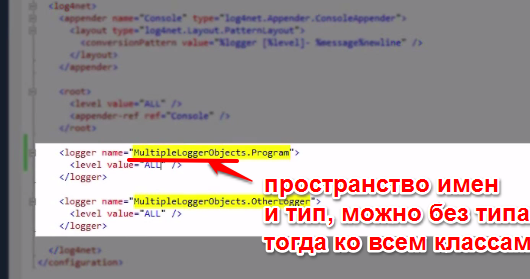 <log4net>
<appender name="Console" type="log4net.Appender.ConsoleAppender">
<layout type="log4net.Layout.PatternLayout">
<conversionPattern value="%logger [%level]- %message%newline" />
</layout>
</appender>
<root>
<level value="ALL" />
<appender-ref ref="Console" />
</root>
<logger name="MultipleLoggerObjects.Program">
<level value="ALL" />
</logger>
<logger name="MultipleLoggerObjects.OtherLogger">
<level value="ALL" />
</logger>
</log4net>
</configuration>
пространство имен
и тип, можно без типа
тогда ко всем классам